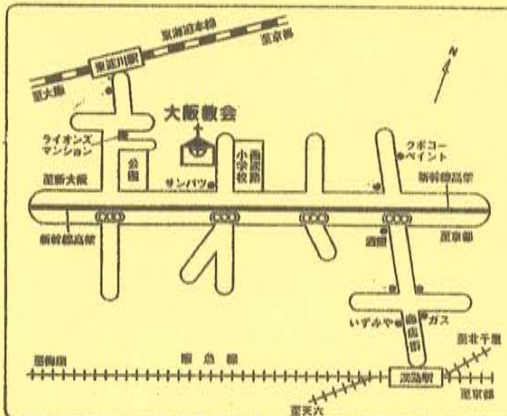 東海道本線
至京都
東淀川駅
至大阪
N
大阪教会
ライオンズ
マンション
公園
サンパツ
西淡路
小学校
クボコー
ペイント
至新大阪
新幹線高架
新幹線高架
至京都
酒屋
いずみや
商店街
ガス
至北千里
至梅田
阪急線
淡路駅
至京都
至天六